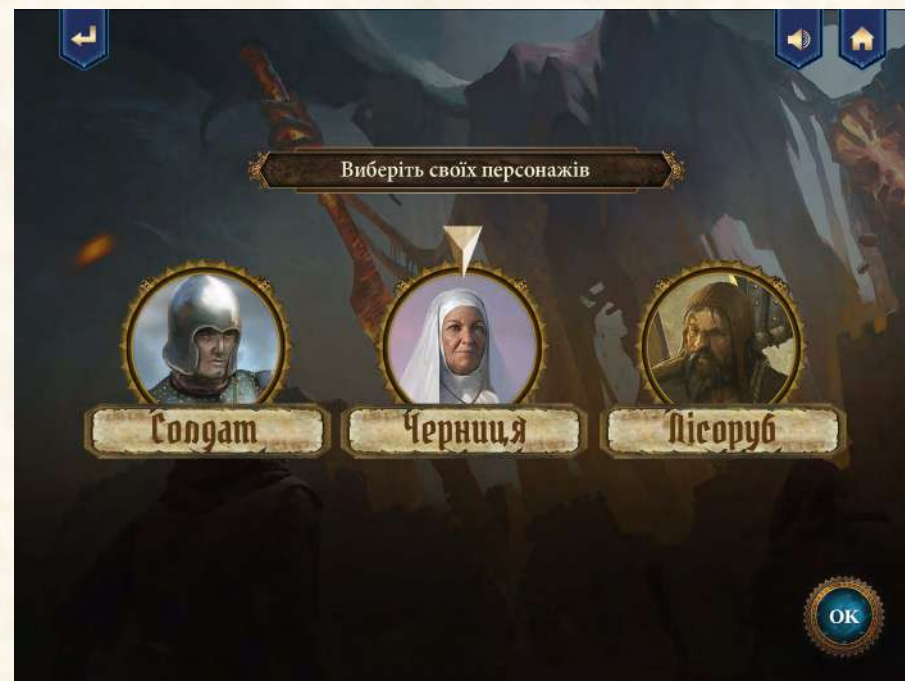 Виберіть своїх персонажів
Солдат
Черниця
Лісоруб
OK